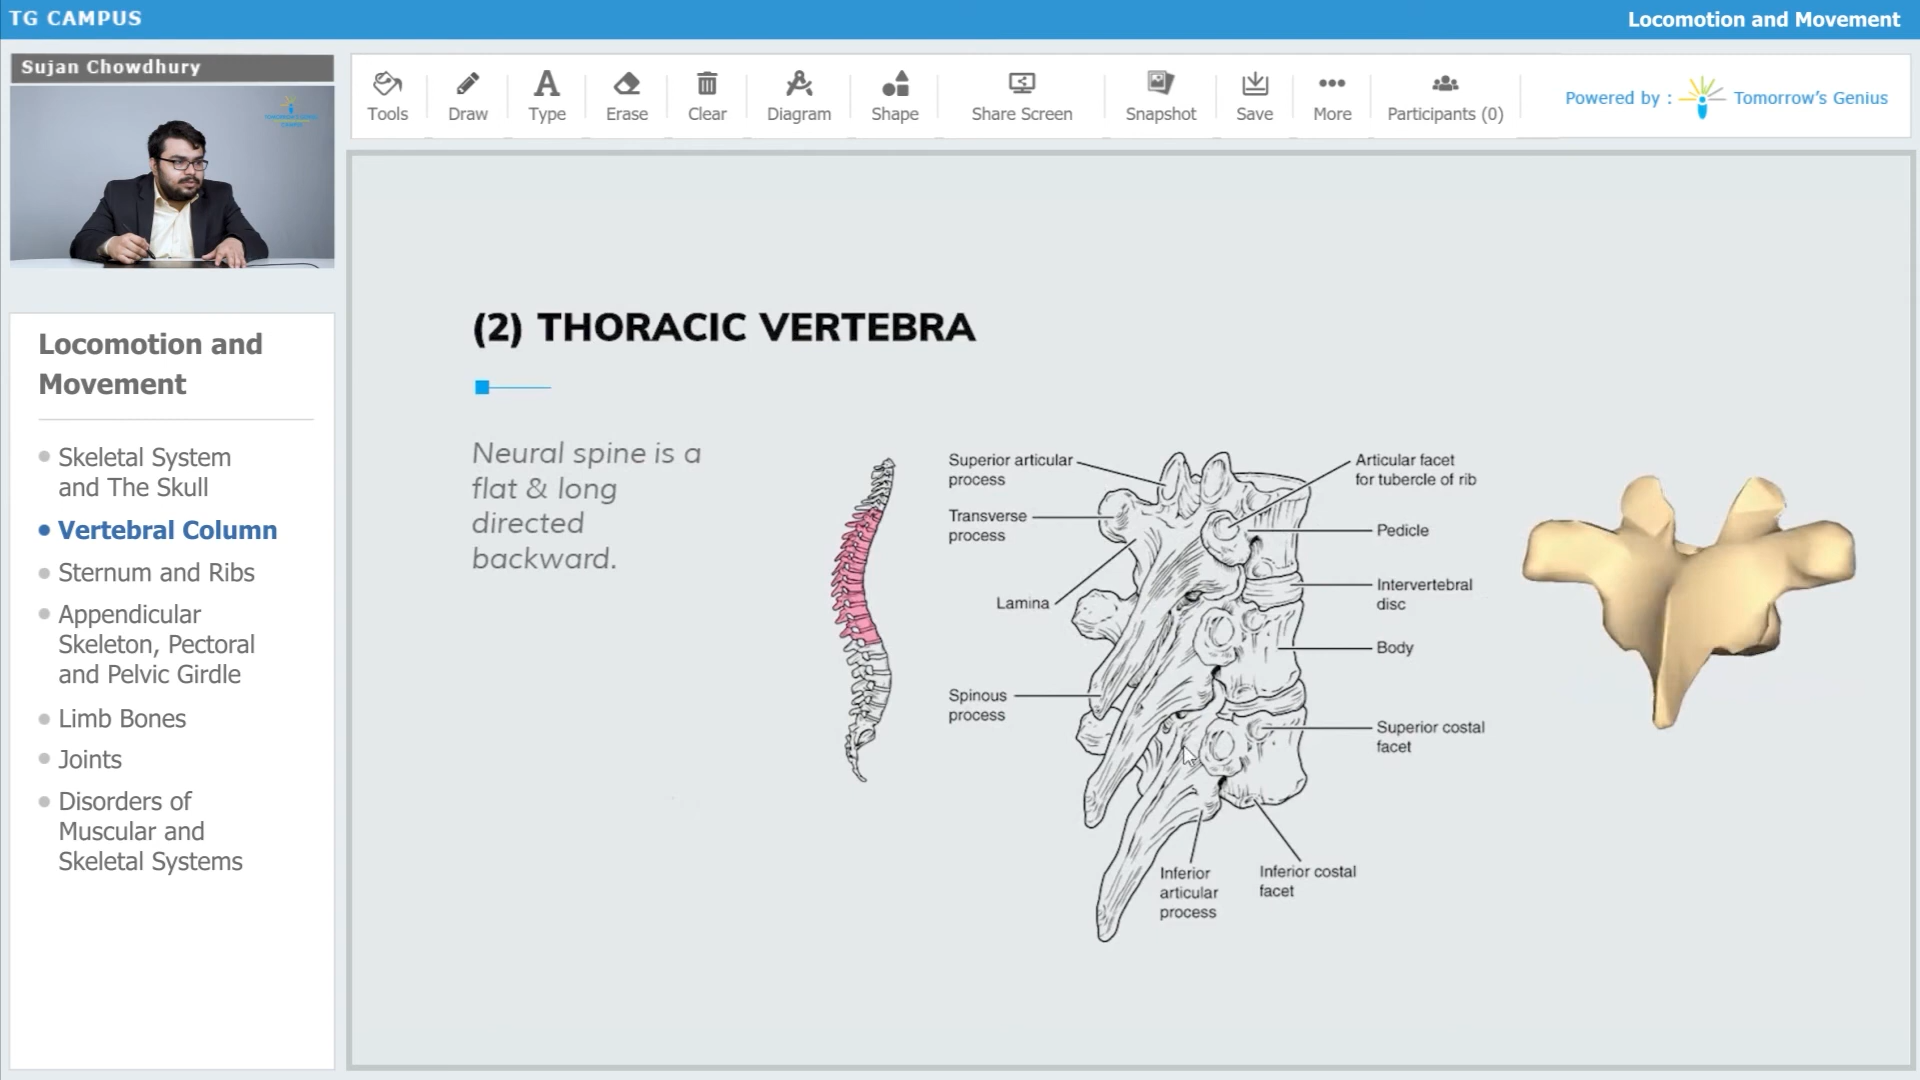 TG CAMPUS
Locomotion and Movement
Sujan Chowdhury
Tools
Draw
Type
Erase
Clear
Diagram
Shape
Share Screen
Snapshot
Save
More
Participants (0)
Powered by :
Tomorrow's Genius
Locomotion and
Movement
Skeletal System
and The Skull
Vertebral Column
Sternum and Ribs
Appendicular
Skeleton, Pectoral
and Pelvic Girdle
Limb Bones
Joints
Disorders of
Muscular and
Skeletal Systems
(2) THORACIC VERTEBRA
Neural spine is a
flat & long
directed
backward.
Superior articular
process
Transverse
process
Lamina
Spinous
process
Articular facet
for tubercle of rib
Pedicle
Intervertebral
disc
Body
Superior costal
facet
Inferior
articular
process
Inferior costal
facet